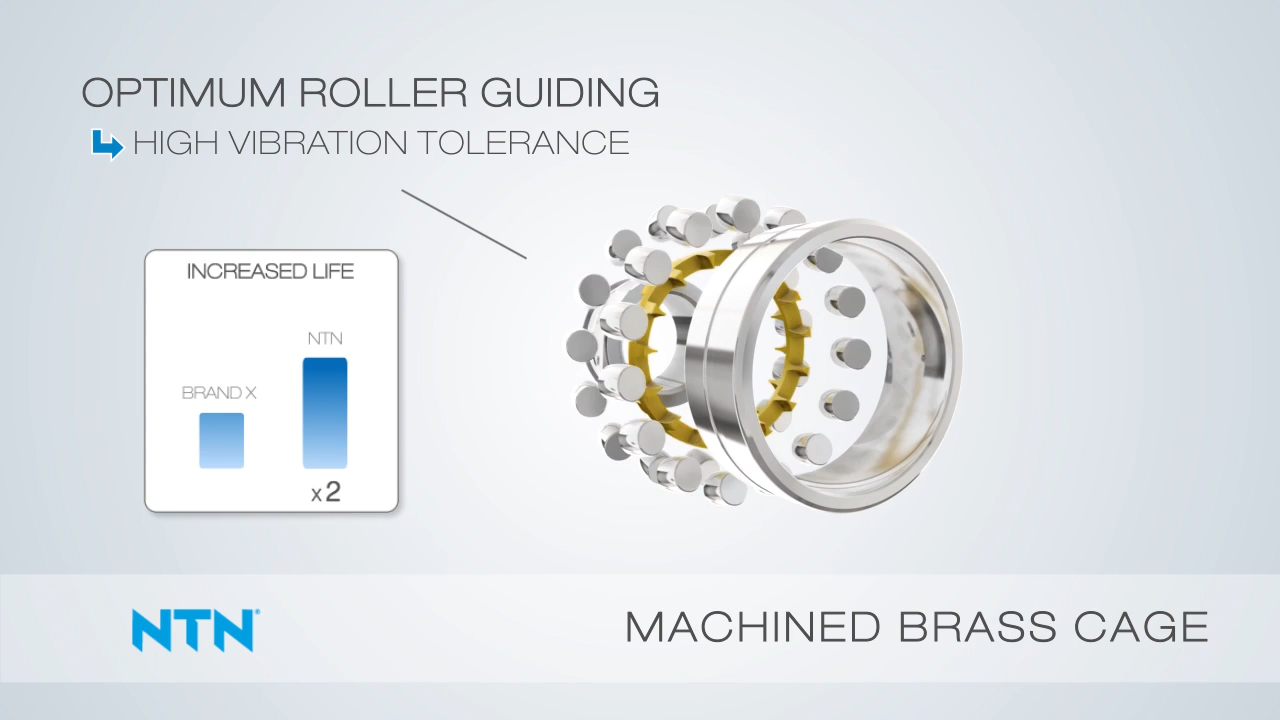 OPTIMUM ROLLER GUIDING
HIGH VIBRATION TOLERANCE
INCREASED LIFE
NTN
BRAND X
x2
NTN®
MACHINED BRASS CAGE